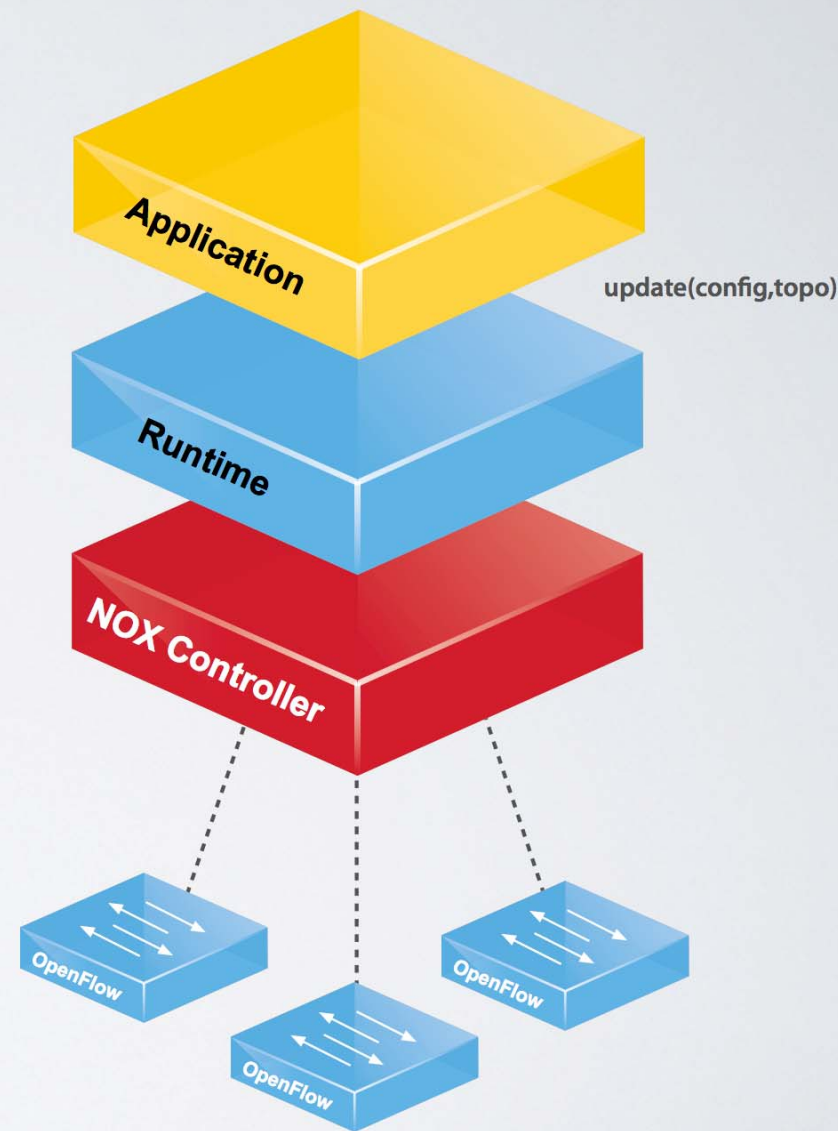 Application
update(config,topo)
Runtime
NOX Controller
OpenFlow
OpenFlow
OpenFlow